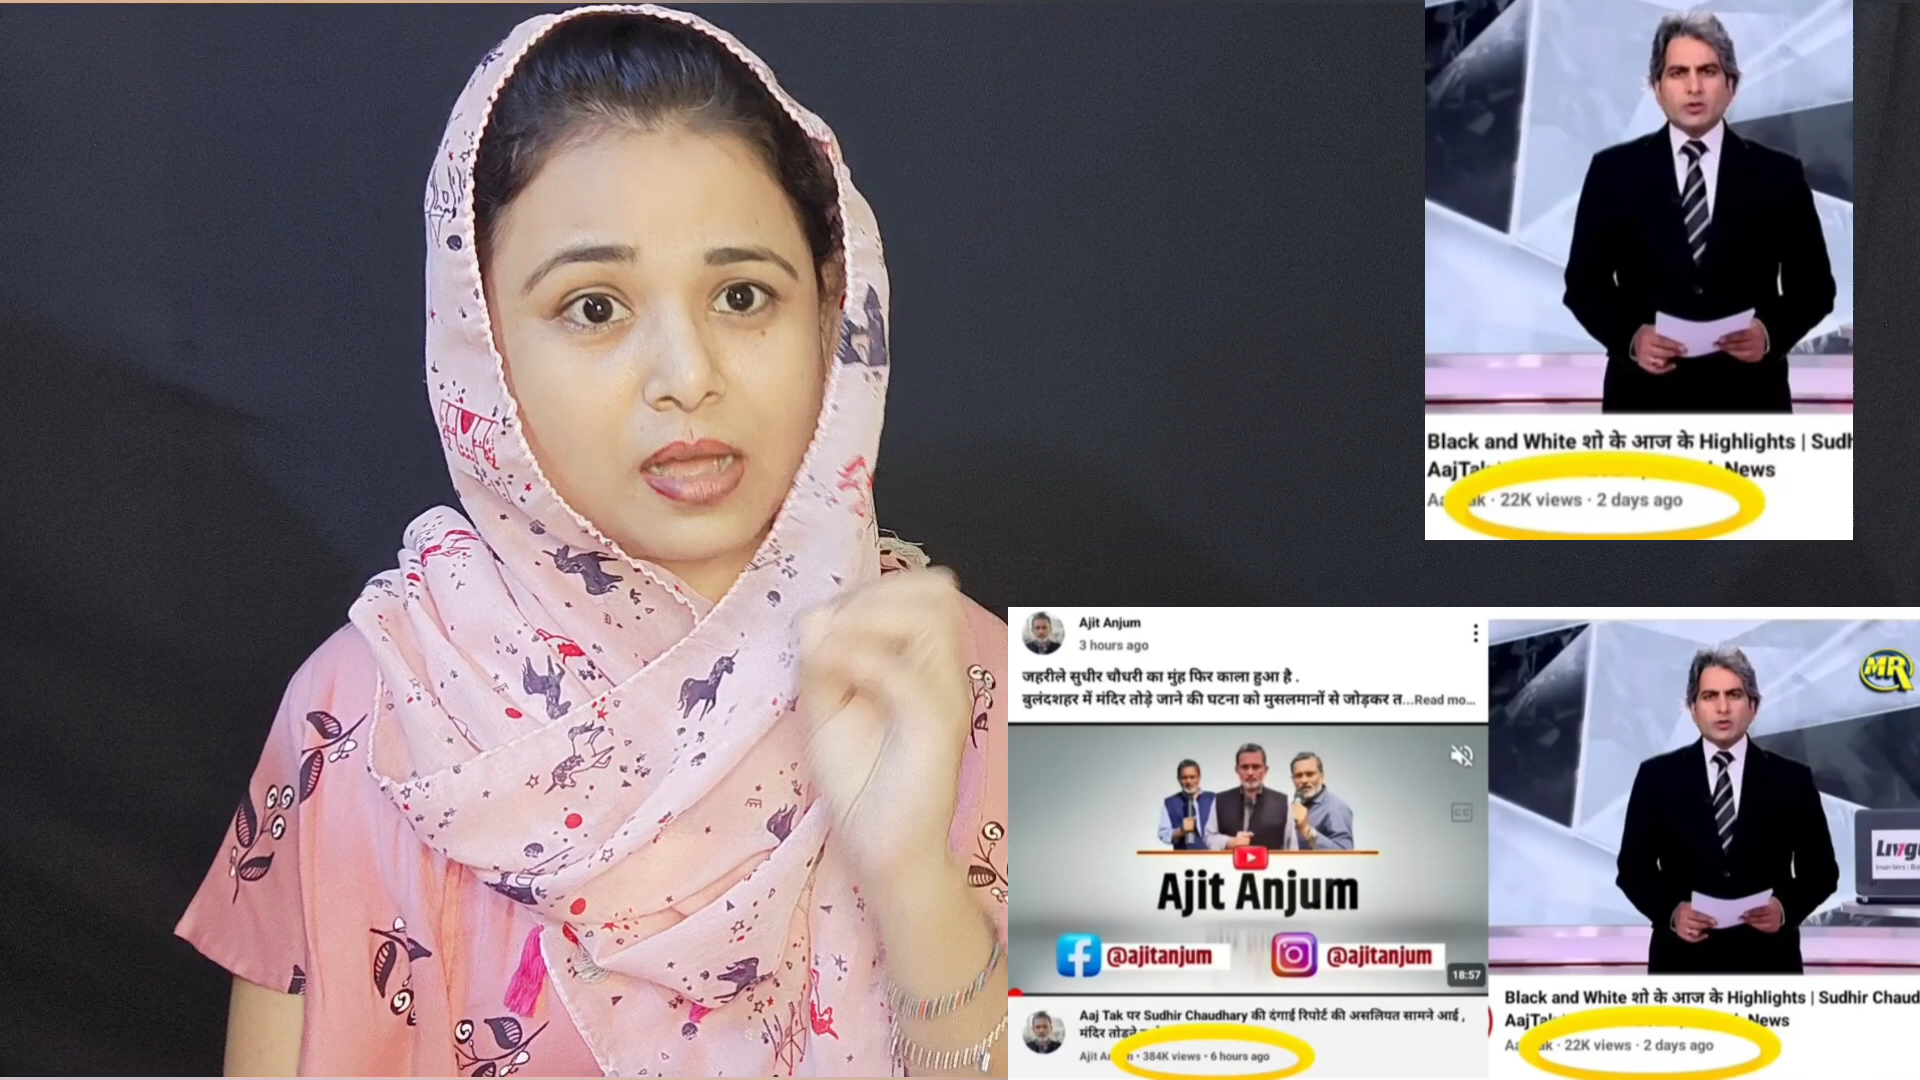 Black and White शो के आज के Highlights | Sudh
News
22K views · 2 days ago
Ajit Anjum
3 hours ago
जहरीले सुधीर चौधरी का मुंह फिर काला हुआ है .
बुलंदशहर में मंदिर तोड़े जाने की घटना को मुसलमानों से जोड़कर त...Read mo...
CC
Ajit Anjum
@ajitanjum
@ajitanjum
18:57
Aaj Tak पर Sudhir Chaudhary की दंगाई रिपोर्ट की असलियत सामने आई ,
मंदिर तोडने
384K views • 6 hours ago
MR
Livgu
Black and White शो के आज के Highlights | Sudhir Chaud
News
22K views · 2 days ago